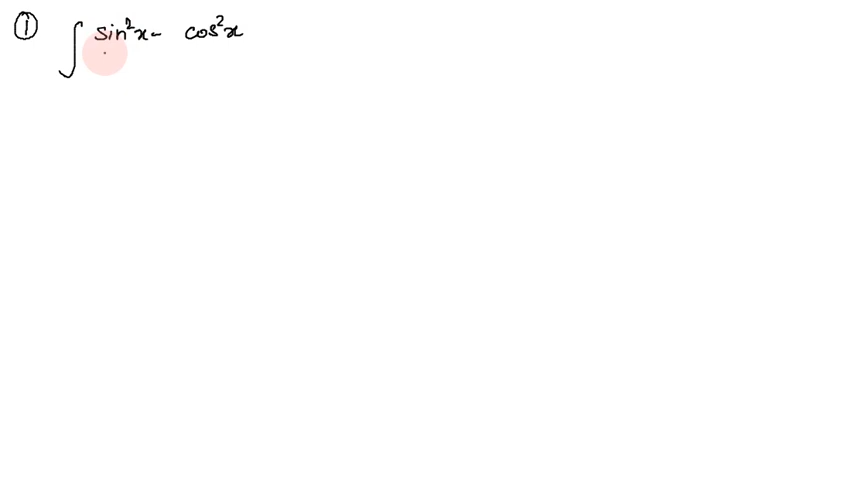 ① ∫ sin²x - cos²x